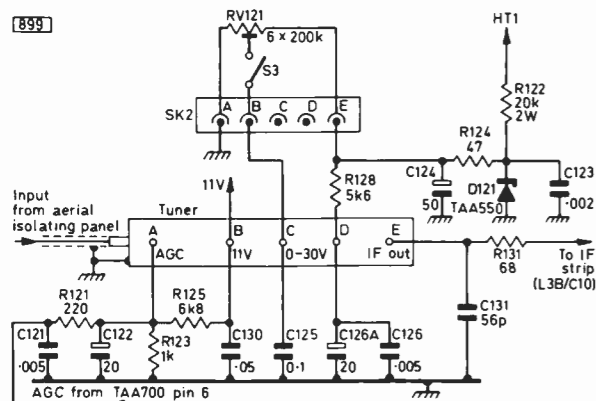 899
RV121
6 x 200k
HT1
S3
A B C D E
SK2
R122
20k
2W
R124
47
C124
50
D121
TAA550
C123
.002
R128
5k6
11V
Input
from aerial
isolating panel
Tuner
A B C D E
AGC 11V 0-30V IF out
R131
68
To IF
strip
(L3B/C10)
R121
220
R125
6k8
C131
56p
C121
.005
C122
20
R123
1k
C130
.05
C125
0.1
C126A
20
C126
.005
AGC from TAA700 pin 6